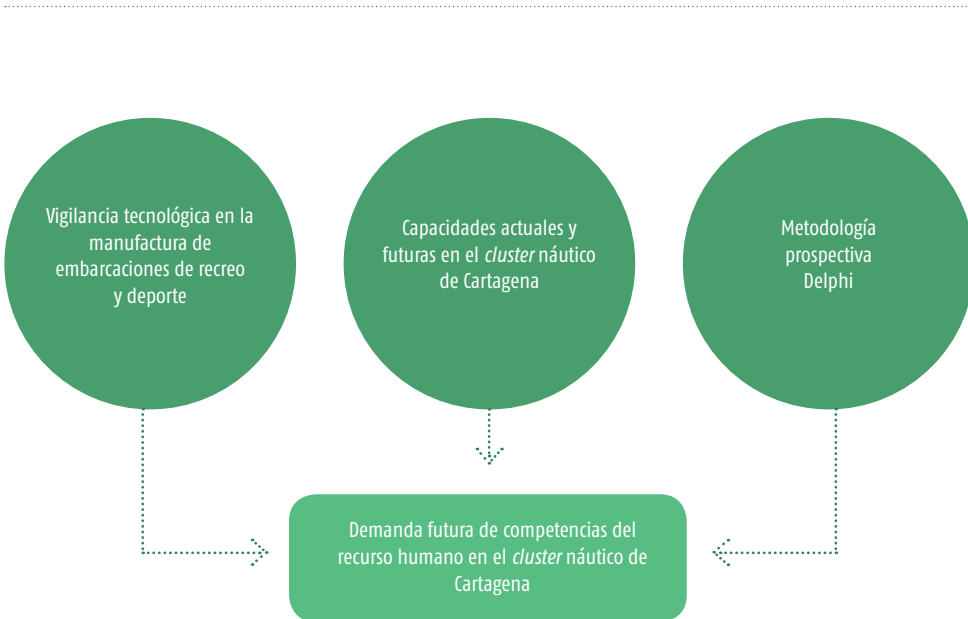 Vigilancia tecnológica en la
manufactura de
embarcaciones de recreo
y deporte
Capacidades actuales y
futuras en el cluster náutico
de Cartagena
Metodología
prospectiva
Delphi
Demanda futura de competencias del
recurso humano en el cluster náutico de
Cartagena